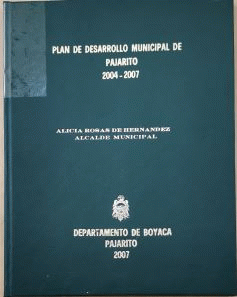 PLAN DE DESARROLLO MUNICIPAL DE
PAJARITO
2004-2007
ALICIA ROSAS DE HERNANDEZ
ALCALDE MUNICIPAL
DEPARTAMENTO DE BOYACA
PAJARITO
2007